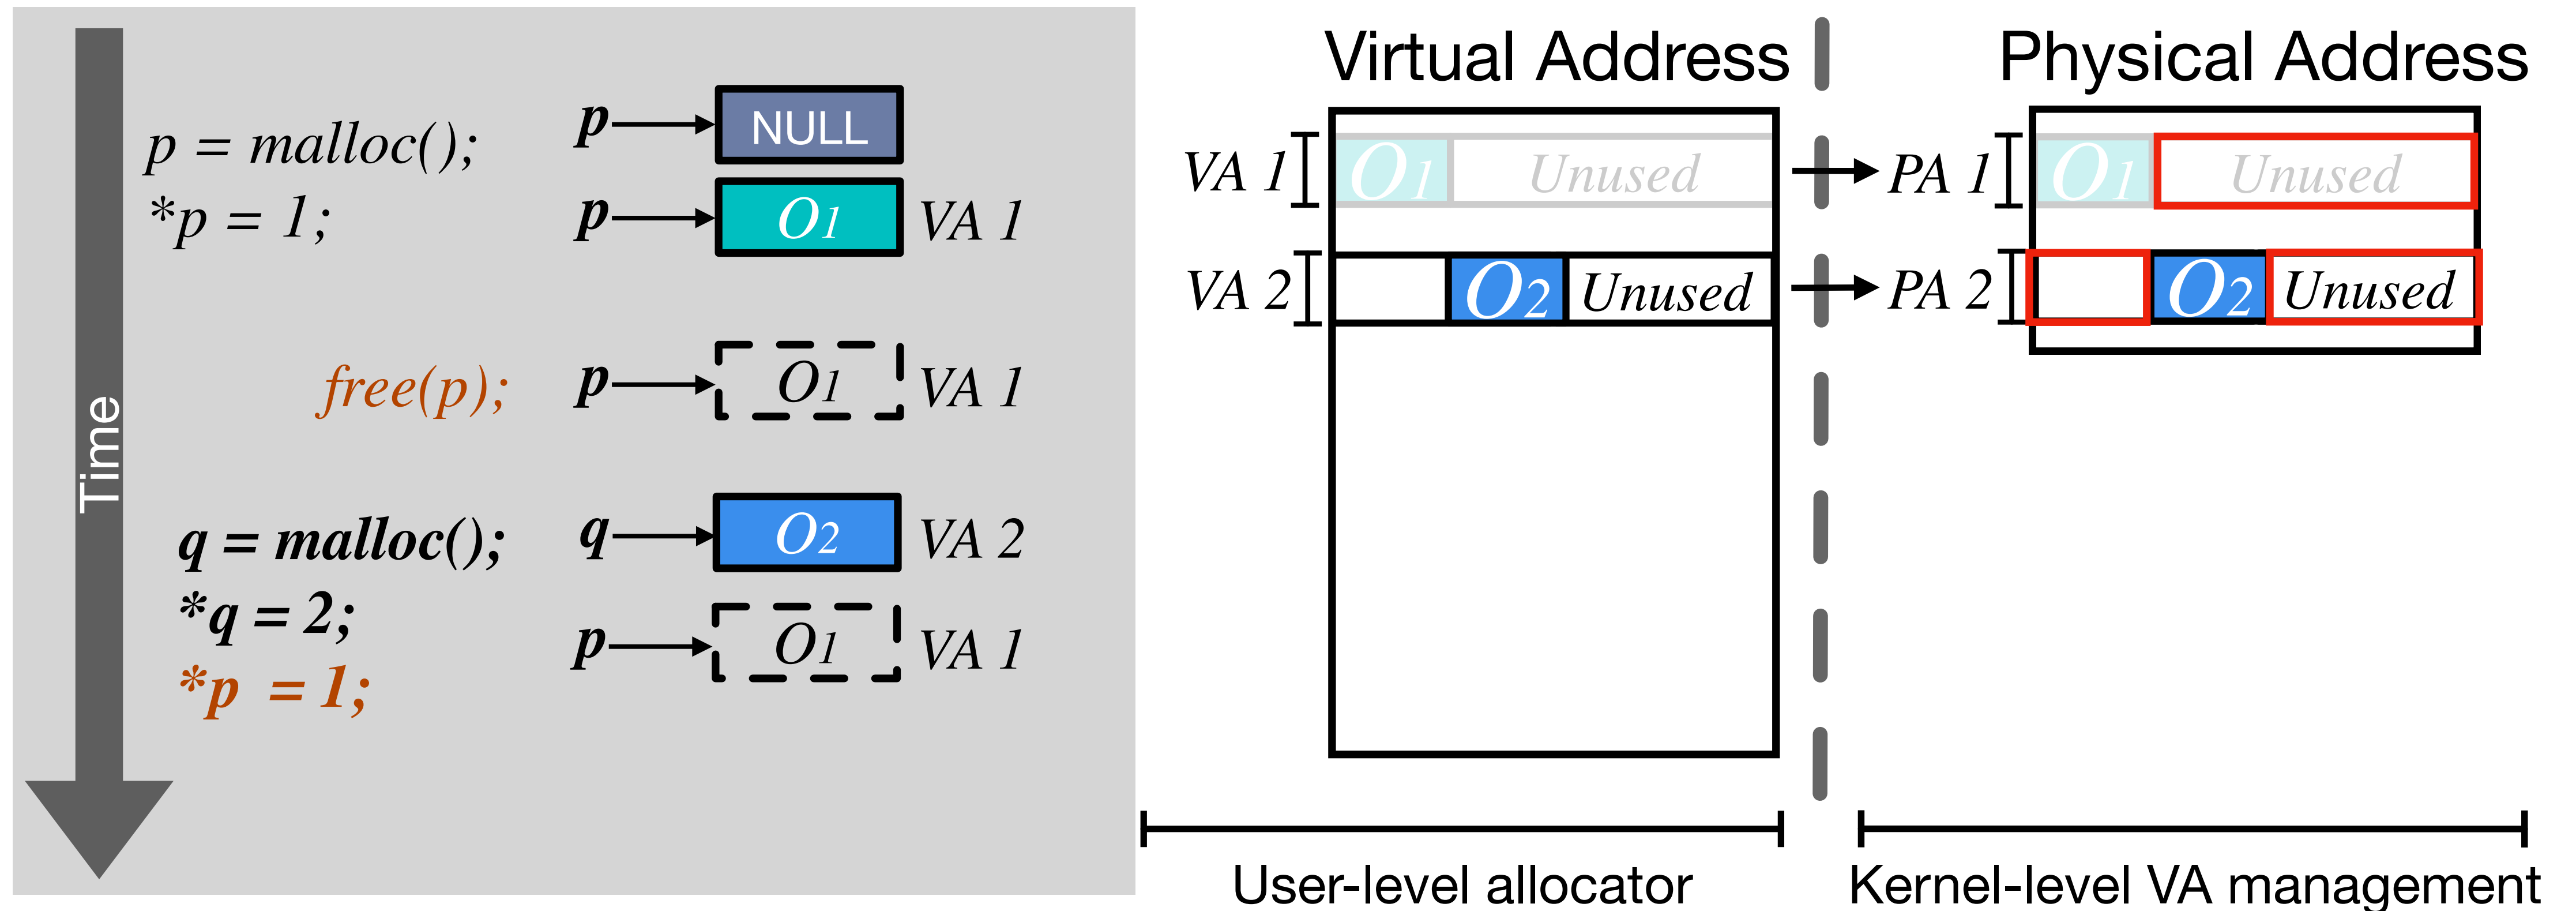 Time
p = malloc();
*p = 1;
free(p);
q = malloc();
*q = 2;
*p = 1;
p NULL
p O1 VA 1
p O1 VA 1
q O2 VA 2
p O1 VA 1
Virtual Address
VA 1 O1 Unused
VA 2 O2 Unused
User-level allocator
Physical Address
PA 1 O1 Unused
PA 2 O2 Unused
Kernel-level VA management